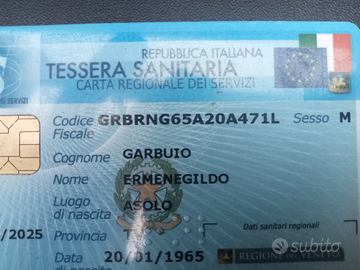 REPUBBLICA ITALIANA
TESSERA SANITARIA
CARTA REGIONALE DEI SERVIZI
Codice Fiscale GRBRNG65A20A471L Sesso M
Cognome GARBUIO
Nome ERMENEGILDO
Luogo di nascita ASOLO
/2025 Provincia TV
Data 20/01/1965
Dati sanitari regionali
REGIONE DEL VENETO
subito